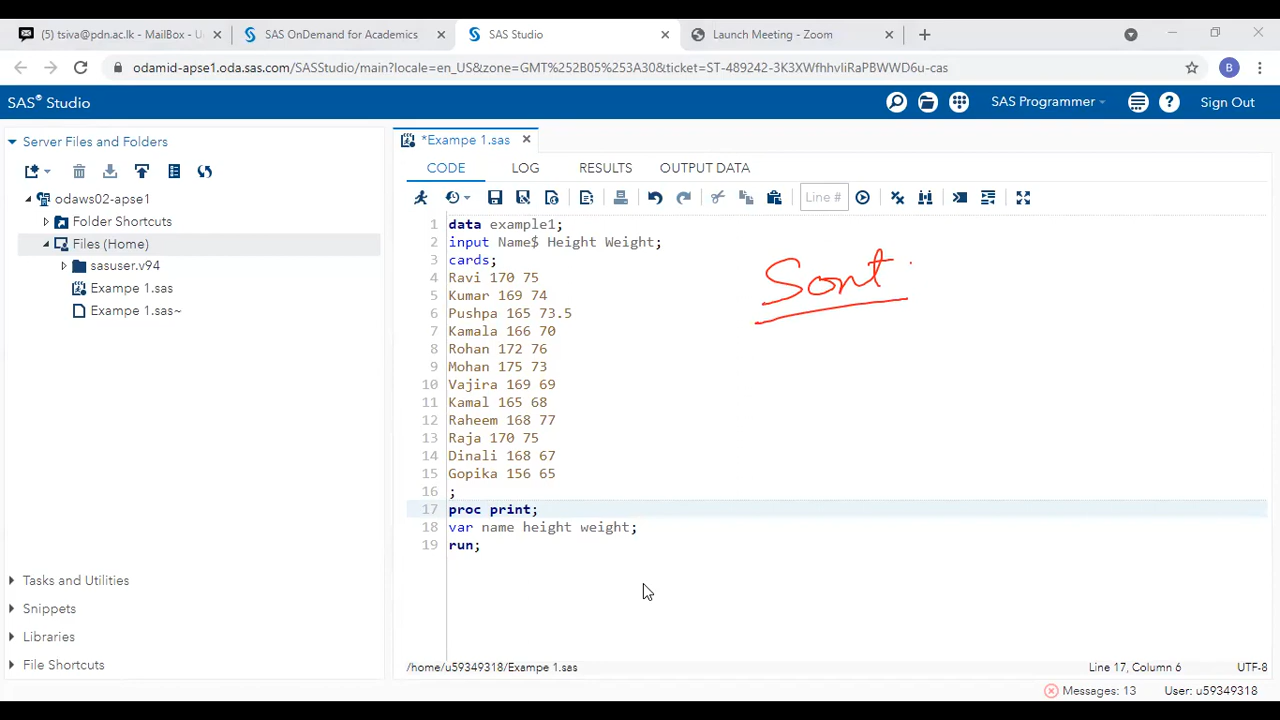 (5) tsiva@pdn.ac.lk - MailBox - U
SAS OnDemand for Academics
SAS Studio
Launch Meeting - Zoom
odamid-apse1.oda.sas.com/SASStudio/main?locale=en_US&zone=GMT%252B05%253A30&ticket=ST-489242-3K3XWfhhvliRaPBWWD6u-cas
B
SAS® Studio
SAS Programmer
Sign Out
Server Files and Folders
*Exampe 1.sas
CODE LOG RESULTS OUTPUT DATA
Line #
odaws02-apse1
Folder Shortcuts
Files (Home)
sasuser.v94
Exampe 1.sas
Exampe 1.sas~
1 data example1;
2 input Name$ Height Weight;
3 cards;
4 Ravi 170 75
5 Kumar 169 74
6 Pushpa 165 73.5
7 Kamala 166 70
8 Rohan 172 76
9 Mohan 175 73
10 Vajira 169 69
11 Kamal 165 68
12 Raheem 168 77
13 Raja 170 75
14 Dinali 168 67
15 Gopika 156 65
16 ;
17 proc print;
18 var name height weight;
19 run;
Sont
Tasks and Utilities
Snippets
Libraries
File Shortcuts
/home/u59349318/Exampe 1.sas
Line 17, Column 6
UTF-8
Messages: 13
User: u59349318